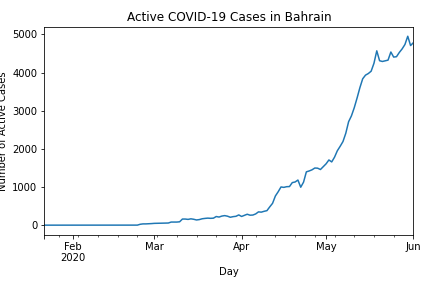 Active COVID-19 Cases in Bahrain
Number of Active Cases
5000
4000
3000
2000
1000
0
Feb
2020
Mar
Apr
May
Jun
Day